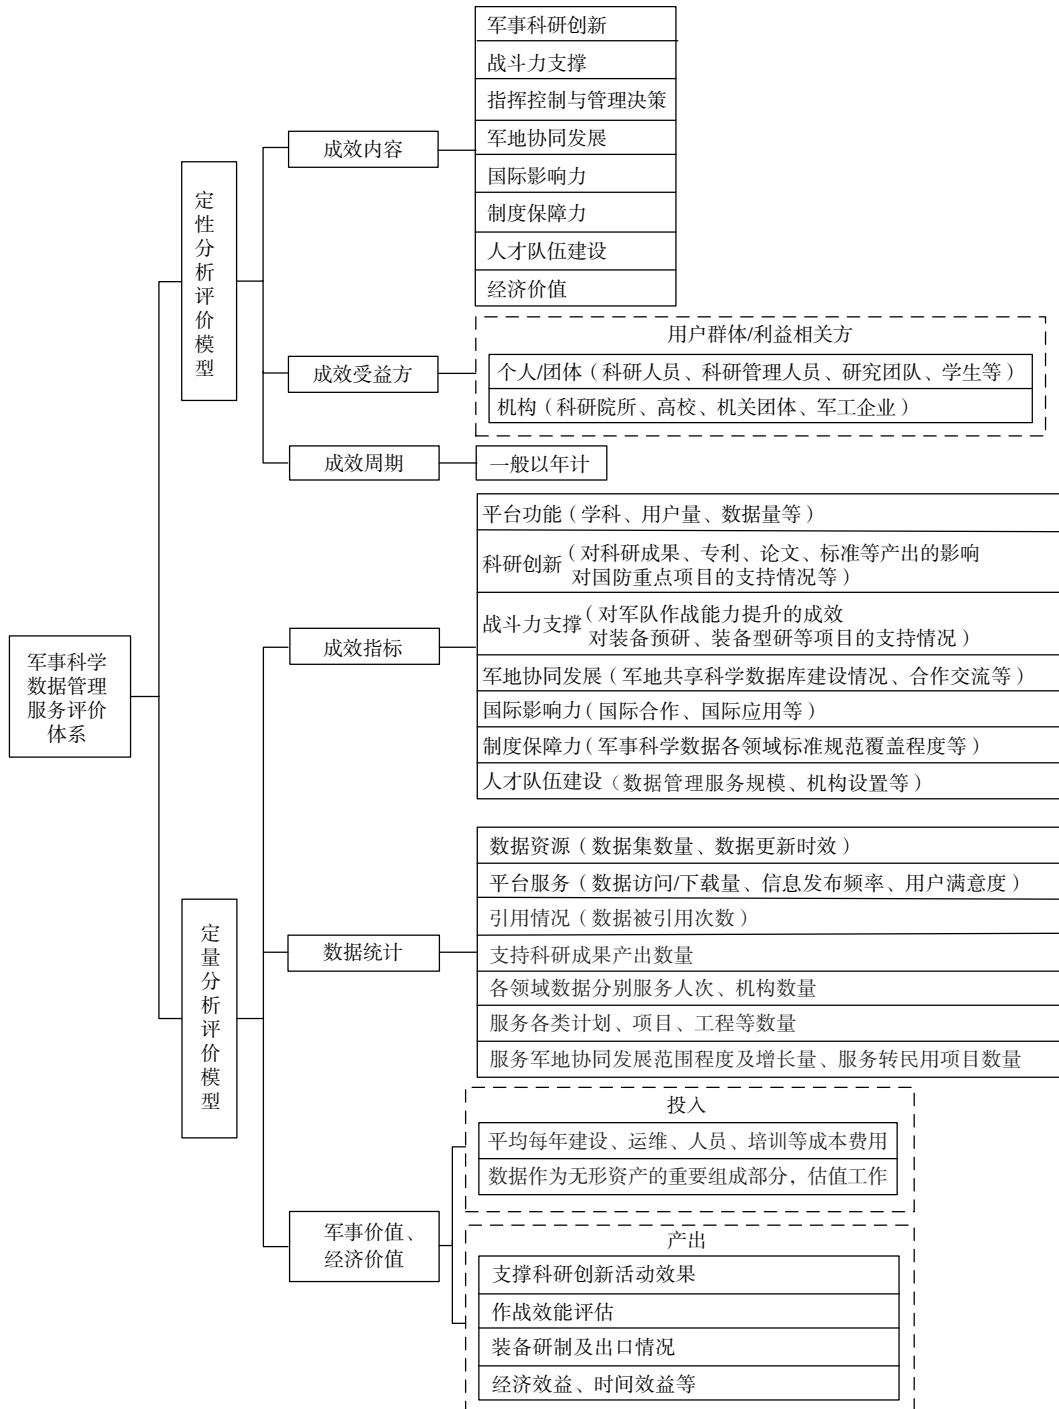 军事科学
数据管理
服务评价
体系
定性分析评价模型
成效内容
军事科研创新
战斗力支撑
指挥控制与管理决策
军地协同发展
国际影响力
制度保障力
人才队伍建设
经济价值
成效受益方
用户群体/利益相关方
个人/团体（科研人员、科研管理人员、研究团队、学生等）
机构（科研院所、高校、机关团体、军工企业）
成效周期
一般以年计
定量分析评价模型
成效指标
平台功能（学科、用户量、数据量等）
科研创新（对科研成果、专利、论文、标准等产出的影响
对国防重点项目的支持情况等）
战斗力支撑（对军队作战能力提升的成效
对装备预研、装备型研等项目的支持情况）
军地协同发展（军地共享科学数据库建设情况、合作交流等）
国际影响力（国际合作、国际应用等）
制度保障力（军事科学数据各领域标准规范覆盖程度等）
人才队伍建设（数据管理服务规模、机构设置等）
数据统计
数据资源（数据集数量、数据更新时效）
平台服务（数据访问/下载量、信息发布频率、用户满意度）
引用情况（数据被引用次数）
支持科研成果产出数量
各领域数据分别服务人次、机构数量
服务各类计划、项目、工程等数量
服务军地协同发展范围程度及增长量、服务转民用项目数量
军事价值、
经济价值
投入
平均每年建设、运维、人员、培训等成本费用
数据作为无形资产的重要组成部分，估值工作
产出
支撑科研创新活动效果
作战效能评估
装备研制及出口情况
经济效益、时间效益等